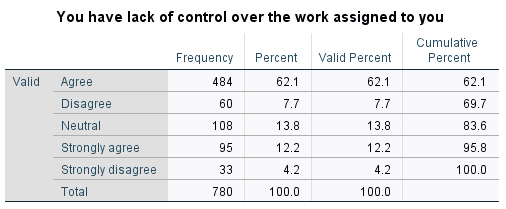 You have lack of control over the work assigned to you
Frequency Percent Valid Percent Cumulative Percent
Valid Agree 484 62.1 62.1 62.1
Disagree 60 7.7 7.7 69.7
Neutral 108 13.8 13.8 83.6
Strongly agree 95 12.2 12.2 95.8
Strongly disagree 33 4.2 4.2 100.0
Total 780 100.0 100.0